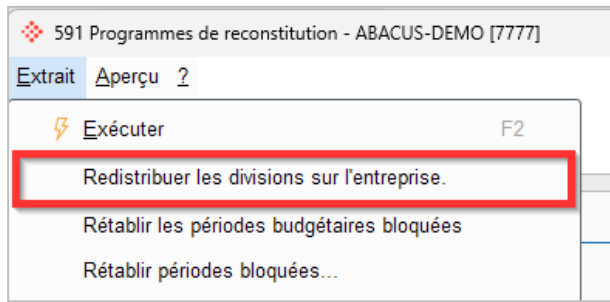 591 Programmes de reconstitution - ABACUS-DEMO [7777]
Extrait Aperçu ?
Exécuter F2
Redistribuer les divisions sur l'entreprise.
Rétablir les périodes budgétaires bloquées
Rétablir périodes bloquées...